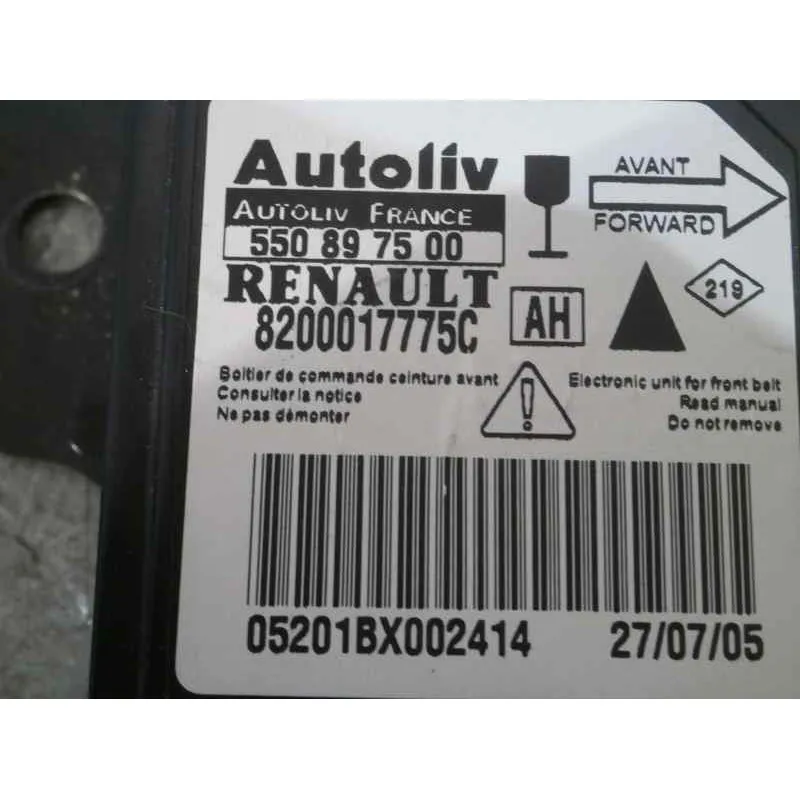 Autoliv
AUTOLIV FRANCE
550 89 75 00
RENAULT
8200017775C
AH
AVANT
FORWARD
219
Boîtier de commande ceinture avant
Consulter la notice
Ne pas démonter
!
Electronic unit for front belt
Read manual
Do not remove
05201BX002414 27/07/05